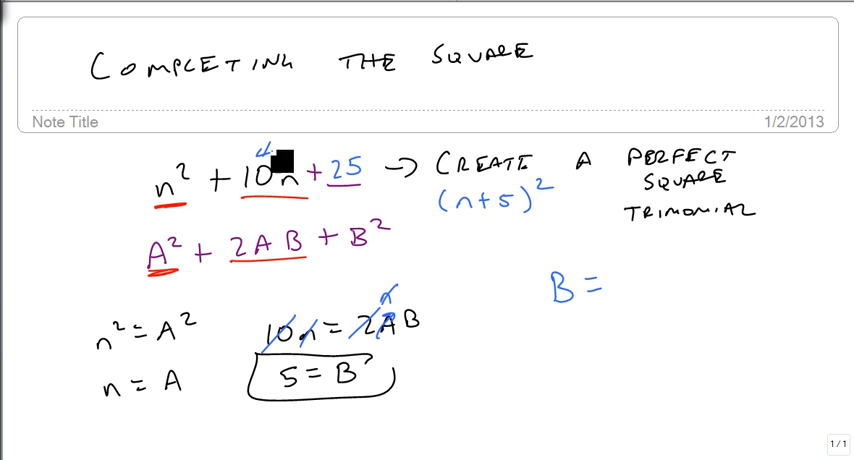 COMPLETING THE SQUARE
Note Title
1/2/2013
n² + 10n + 25 → CREATE A PERFECT
SQUARE
TRINOMIAL
(n+5)²
A² + 2AB + B²
B =
n² = A²
10n = 2AB
n
n = A
5 = B
1/1